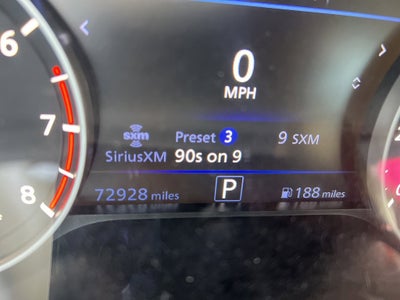 6
7
8
0
MPH
sxm
Preset 3 9 SXM
SiriusXM 90s on 9
72928 miles P 188 miles